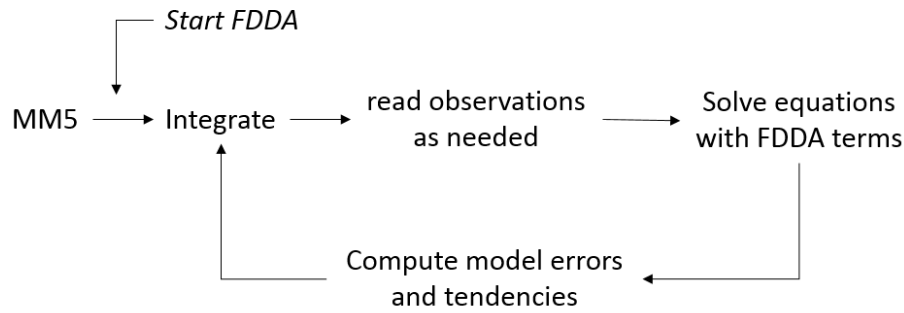 Start FDDA
MM5
Integrate
read observations
as needed
Solve equations
with FDDA terms
Compute model errors
and tendencies